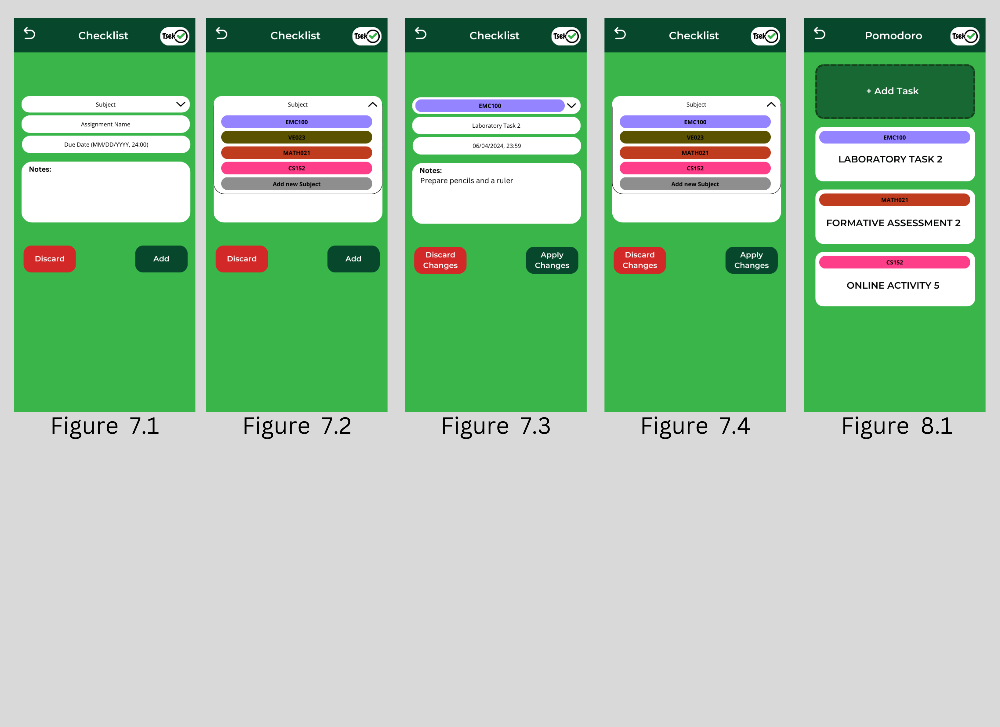 Checklist
Tsek
Subject
Assignment Name
Due Date (MM/DD/YYYY, 24:00)
Notes:
Discard
Add
Figure 7.1
Checklist
Tsek
Subject
EMC100
VE023
MATH021
CS152
Add new Subject
Discard
Add
Figure 7.2
Checklist
Tsek
EMC100
Laboratory Task 2
06/04/2024, 23:59
Notes:
Prepare pencils and a ruler
Discard
Changes
Apply
Changes
Figure 7.3
Checklist
Tsek
Subject
EMC100
VE023
MATH021
CS152
Add new Subject
Discard
Changes
Apply
Changes
Figure 7.4
Pomodoro
Tsek
+ Add Task
EMC100
LABORATORY TASK 2
MATH021
FORMATIVE ASSESSMENT 2
CS152
ONLINE ACTIVITY 5
Figure 8.1